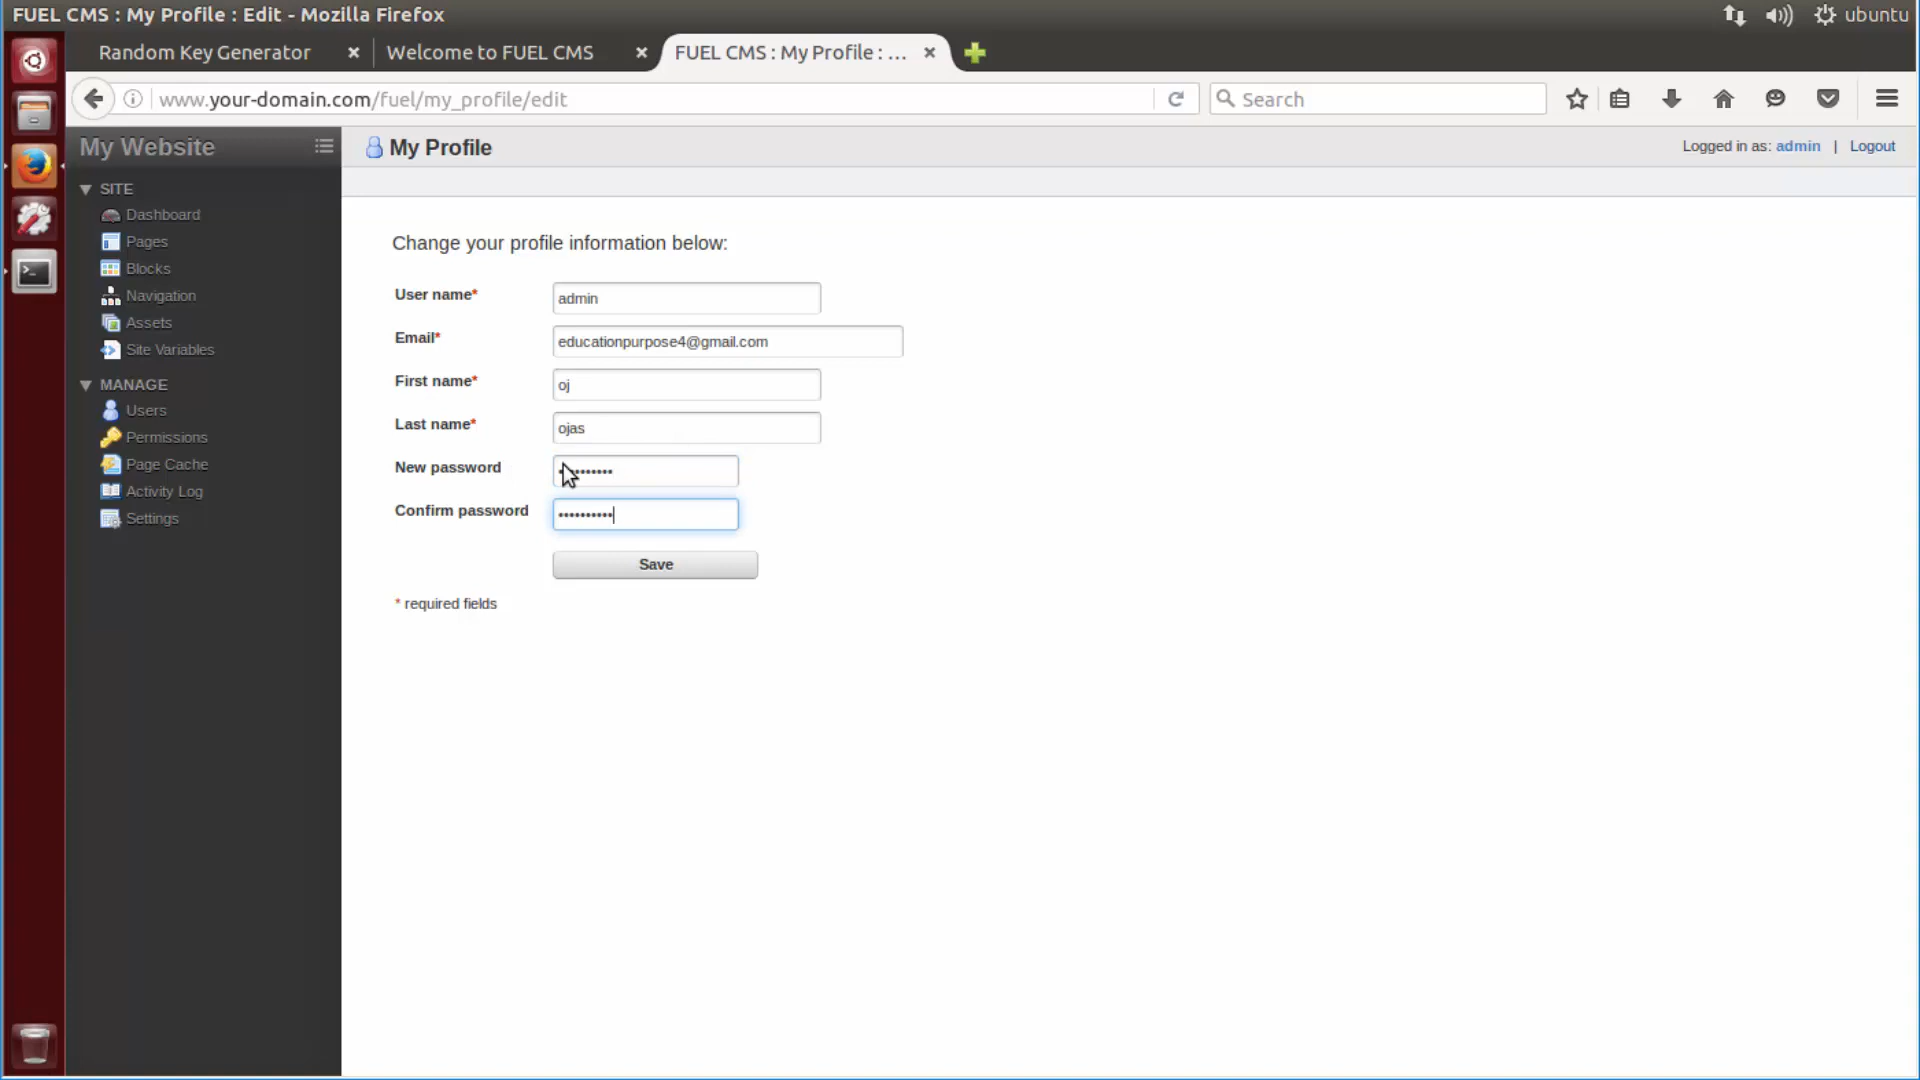 FUEL CMS : My Profile : Edit - Mozilla Firefox
ubuntu
Random Key Generator
Welcome to FUEL CMS
FUEL CMS : My Profile : ...
www.your-domain.com/fuel/my_profile/edit
Search
My Website
My Profile
Logged in as: admin | Logout
SITE
Dashboard
Pages
Blocks
Navigation
Assets
Site Variables
MANAGE
Users
Permissions
Page Cache
Activity Log
Settings
Change your profile information below:
User name* admin
Email* educationpurpose4@gmail.com
First name* oj
Last name* ojas
New password
Confirm password
Save
* required fields